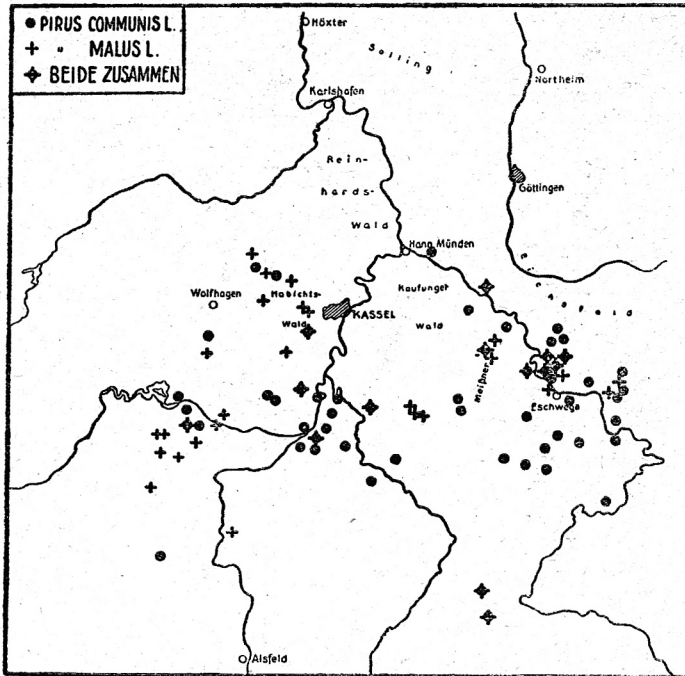 PIRUS COMMUNIS L.
" MALUS L.
BEIDE ZUSAMMEN
Höxter
Solling
Northeim
Karlshafen
Rein-
hards-
Wald
Göttingen
Hann. Münden
Eichsfeld
Kaufunger
Wald
Wolfhagen
Habichts-
Wald
KASSEL
Meißner
Eschwege
Alsfeld